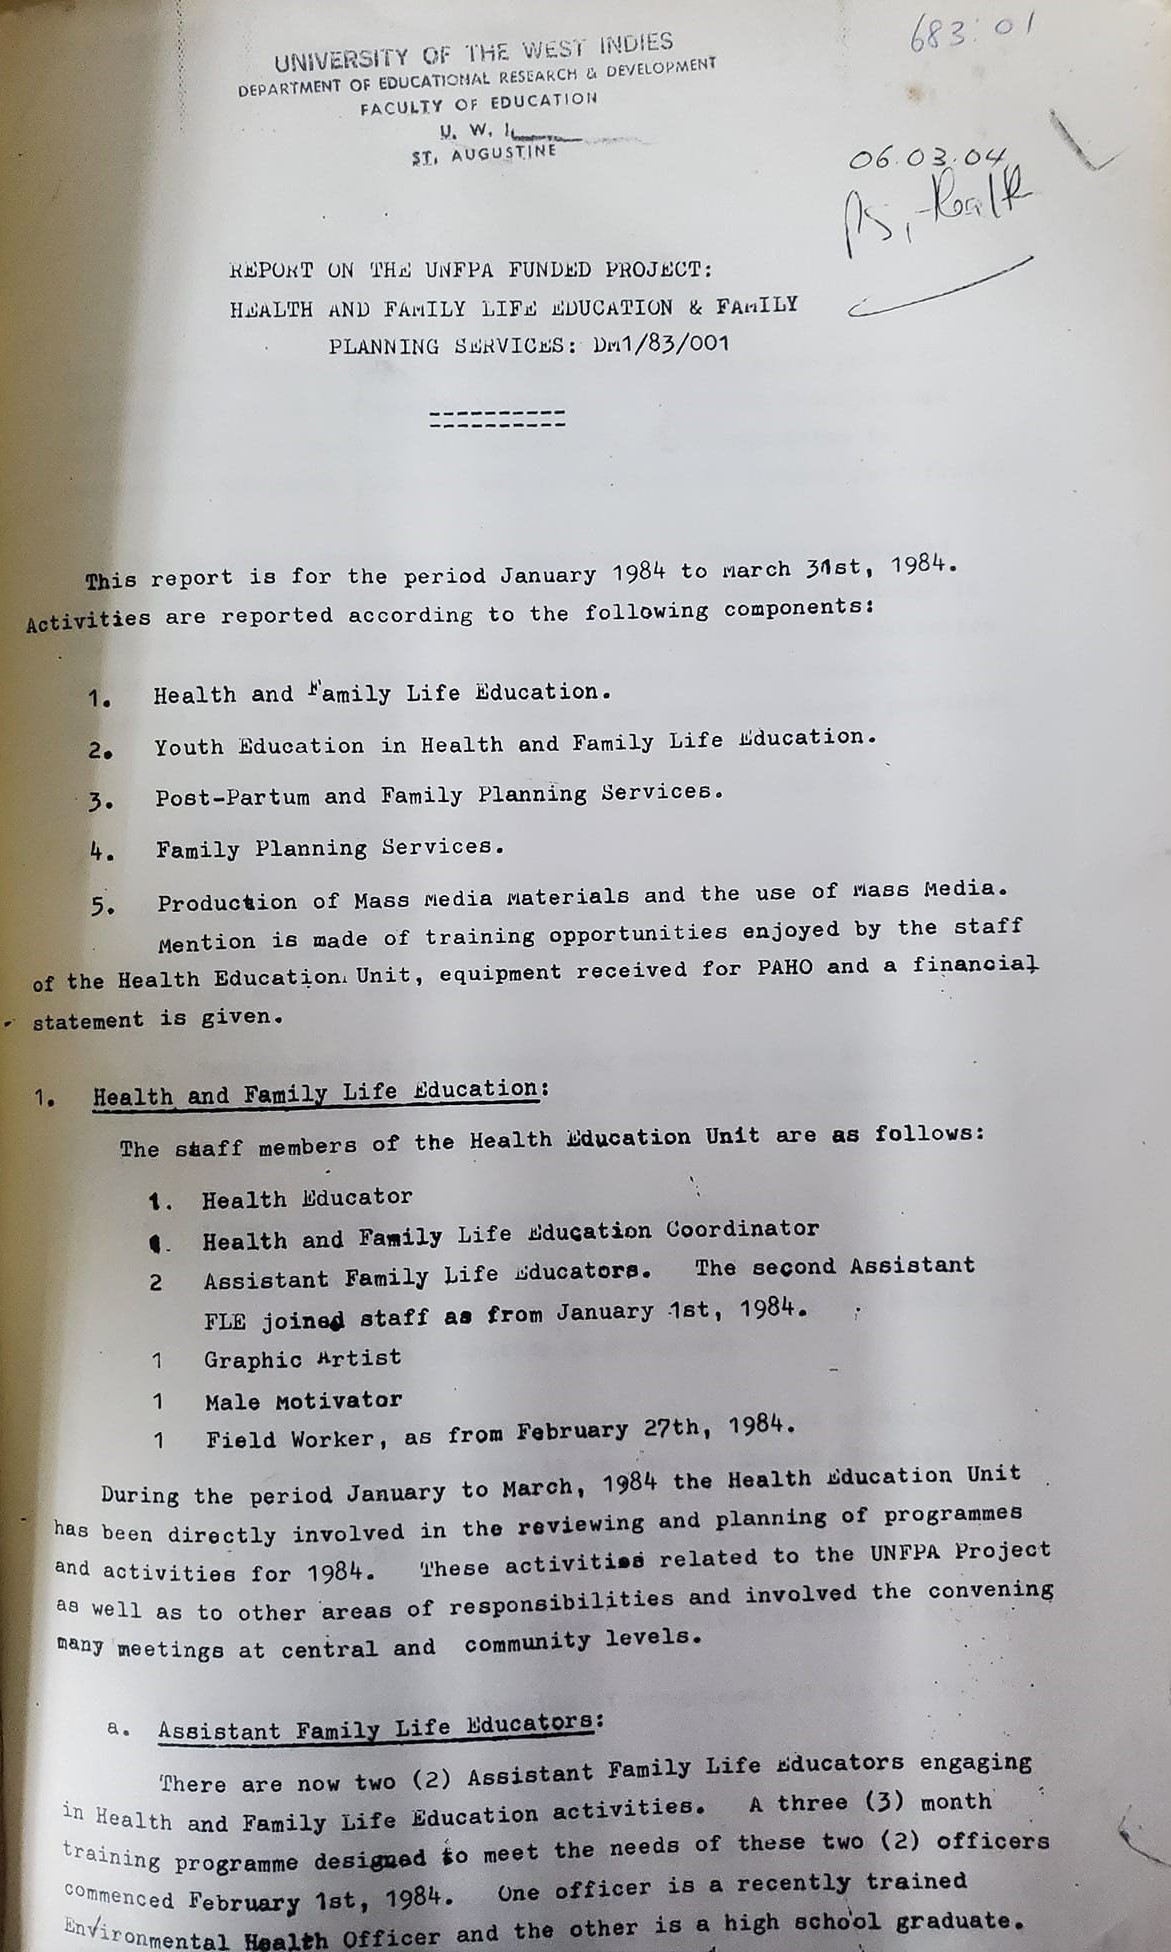 683.01
UNIVERSITY OF THE WEST INDIES
DEPARTMENT OF EDUCATIONAL RESEARCH & DEVELOPMENT
FACULTY OF EDUCATION
U. W. I.
ST. AUGUSTINE
06.03.04
PS, Health
REPORT ON THE UNFPA FUNDED PROJECT:
HEALTH AND FAMILY LIFE EDUCATION & FAMILY
PLANNING SERVICES: DM1/83/001
==========
This report is for the period January 1984 to March 31st, 1984.
Activities are reported according to the following components:
1. Health and Family Life Education.
2. Youth Education in Health and Family Life Education.
3. Post-Partum and Family Planning Services.
4. Family Planning Services.
5. Production of Mass Media Materials and the use of Mass Media.
Mention is made of training opportunities enjoyed by the staff
of the Health Education Unit, equipment received for PAHO and a financial
statement is given.
1. Health and Family Life Education:
The staff members of the Health Education Unit are as follows:
1. Health Educator
1. Health and Family Life Education Coordinator
2 Assistant Family Life Educators. The second Assistant
FLE joined staff as from January 1st, 1984.
1 Graphic Artist
1 Male Motivator
1 Field Worker, as from February 27th, 1984.
During the period January to March, 1984 the Health Education Unit
has been directly involved in the reviewing and planning of programmes
and activities for 1984. These activities related to the UNFPA Project
as well as to other areas of responsibilities and involved the convening
many meetings at central and community levels.
a. Assistant Family Life Educators:
There are now two (2) Assistant Family Life Educators engaging
in Health and Family Life Education activities. A three (3) month
training programme designed to meet the needs of these two (2) officers
commenced February 1st, 1984. One officer is a recently trained
Environmental Health Officer and the other is a high school graduate.